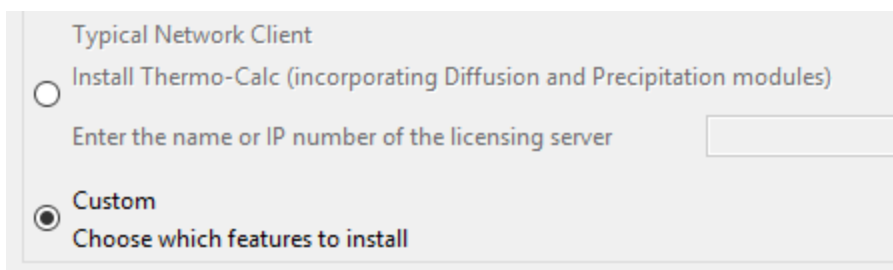 Typical Network Client
Install Thermo-Calc (incorporating Diffusion and Precipitation modules)
Enter the name or IP number of the licensing server
Custom
Choose which features to install